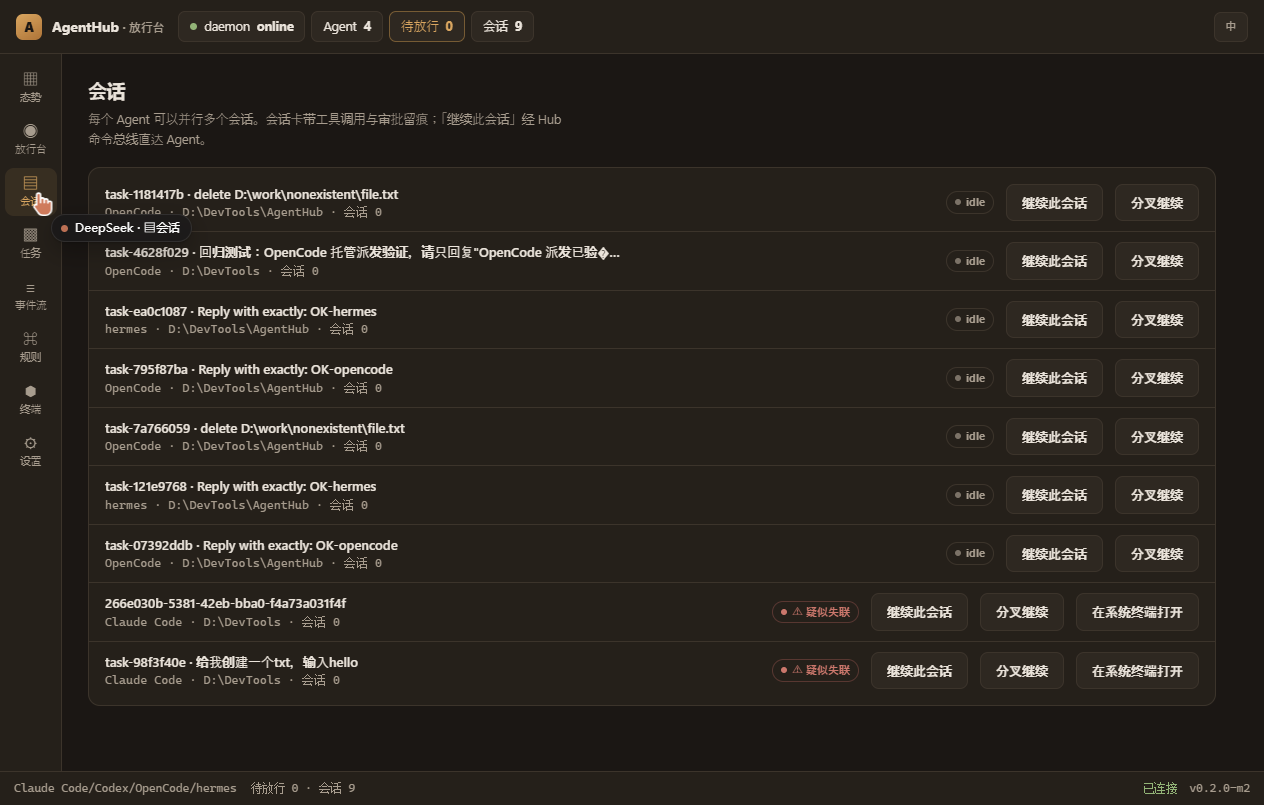 A AgentHub · 放行台 daemon online Agent 4 待放行 0 会话 9 中
态势
放行台
会
任务
事件流
规则
终端
设置
DeepSeek · 目会话
会话
每个 Agent 可以并行多个会话。会话卡带工具调用与审批留痕；「继续此会话」经 Hub
命令总线直达 Agent。
task-1181417b · delete D:\work\nonexistent\file.txt
OpenCode · D:\DevTools\AgentHub · 会话 0
idle 继续此会话 分叉继续
task-4628f029 · 回归测试：OpenCode 托管派发验证，请只回复"OpenCode 派发已验�...
OpenCode · D:\DevTools · 会话 0
idle 继续此会话 分叉继续
task-ea0c1087 · Reply with exactly: OK-hermes
hermes · D:\DevTools\AgentHub · 会话 0
idle 继续此会话 分叉继续
task-795f87ba · Reply with exactly: OK-opencode
OpenCode · D:\DevTools\AgentHub · 会话 0
idle 继续此会话 分叉继续
task-7a766059 · delete D:\work\nonexistent\file.txt
OpenCode · D:\DevTools\AgentHub · 会话 0
idle 继续此会话 分叉继续
task-121e9768 · Reply with exactly: OK-hermes
hermes · D:\DevTools\AgentHub · 会话 0
idle 继续此会话 分叉继续
task-07392ddb · Reply with exactly: OK-opencode
OpenCode · D:\DevTools\AgentHub · 会话 0
idle 继续此会话 分叉继续
266e030b-5381-42eb-bba0-f4a73a031f4f
Claude Code · D:\DevTools · 会话 0
⚠ 疑似失联 继续此会话 分叉继续 在系统终端打开
task-98f3f40e · 给我创建一个txt，输入hello
Claude Code · D:\DevTools · 会话 0
⚠ 疑似失联 继续此会话 分叉继续 在系统终端打开
Claude Code/Codex/OpenCode/hermes 待放行 0 · 会话 9 已连接 v0.2.0-m2